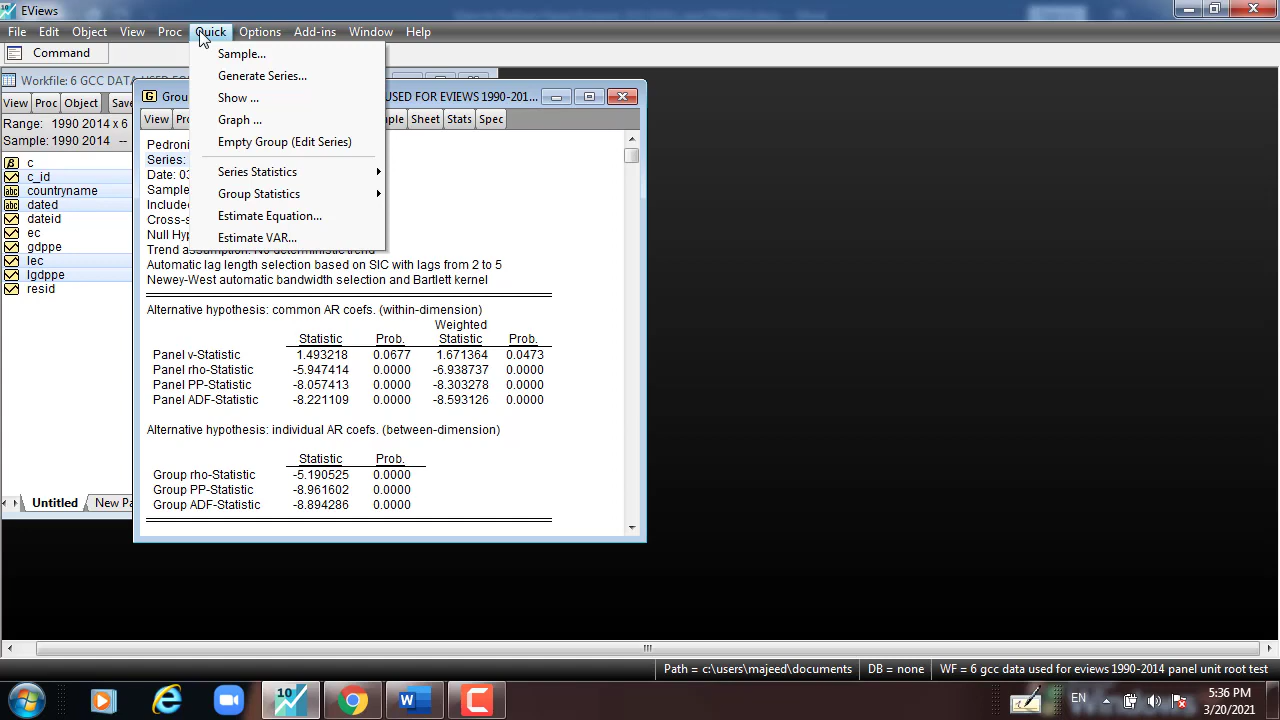 EViews
File Edit Object View Proc Quick Options Add-ins Window Help
Command
Sample...
Generate Series...
Show ...
Graph ...
Empty Group (Edit Series)
Series Statistics
Group Statistics
Estimate Equation...
Estimate VAR...
Workfile: 6 GCC DATA USED
View Proc Object
Range: 1990 2014 x 6
Sample: 1990 2014 --
c
c_id
countryname
dated
dateid
ec
gdppe
lec
lgdppe
resid
Untitled New Pa
USED FOR EVIEWS 1990-201...
View Sheet Stats Spec
Series:
Automatic lag length selection based on SIC with lags from 2 to 5
Newey-West automatic bandwidth selection and Bartlett kernel
Alternative hypothesis: common AR coefs. (within-dimension)
Weighted
Statistic Prob. Statistic Prob.
Panel v-Statistic 1.493218 0.0677 1.671364 0.0473
Panel rho-Statistic -5.947414 0.0000 -6.938737 0.0000
Panel PP-Statistic -8.057413 0.0000 -8.303278 0.0000
Panel ADF-Statistic -8.221109 0.0000 -8.593126 0.0000
Alternative hypothesis: individual AR coefs. (between-dimension)
Statistic Prob.
Group rho-Statistic -5.190525 0.0000
Group PP-Statistic -8.961602 0.0000
Group ADF-Statistic -8.894286 0.0000
Path = c:\users\majeed\documents DB = none WF = 6 gcc data used for eviews 1990-2014 panel unit root test
10
W
C
EN
5:36 PM
3/20/2021